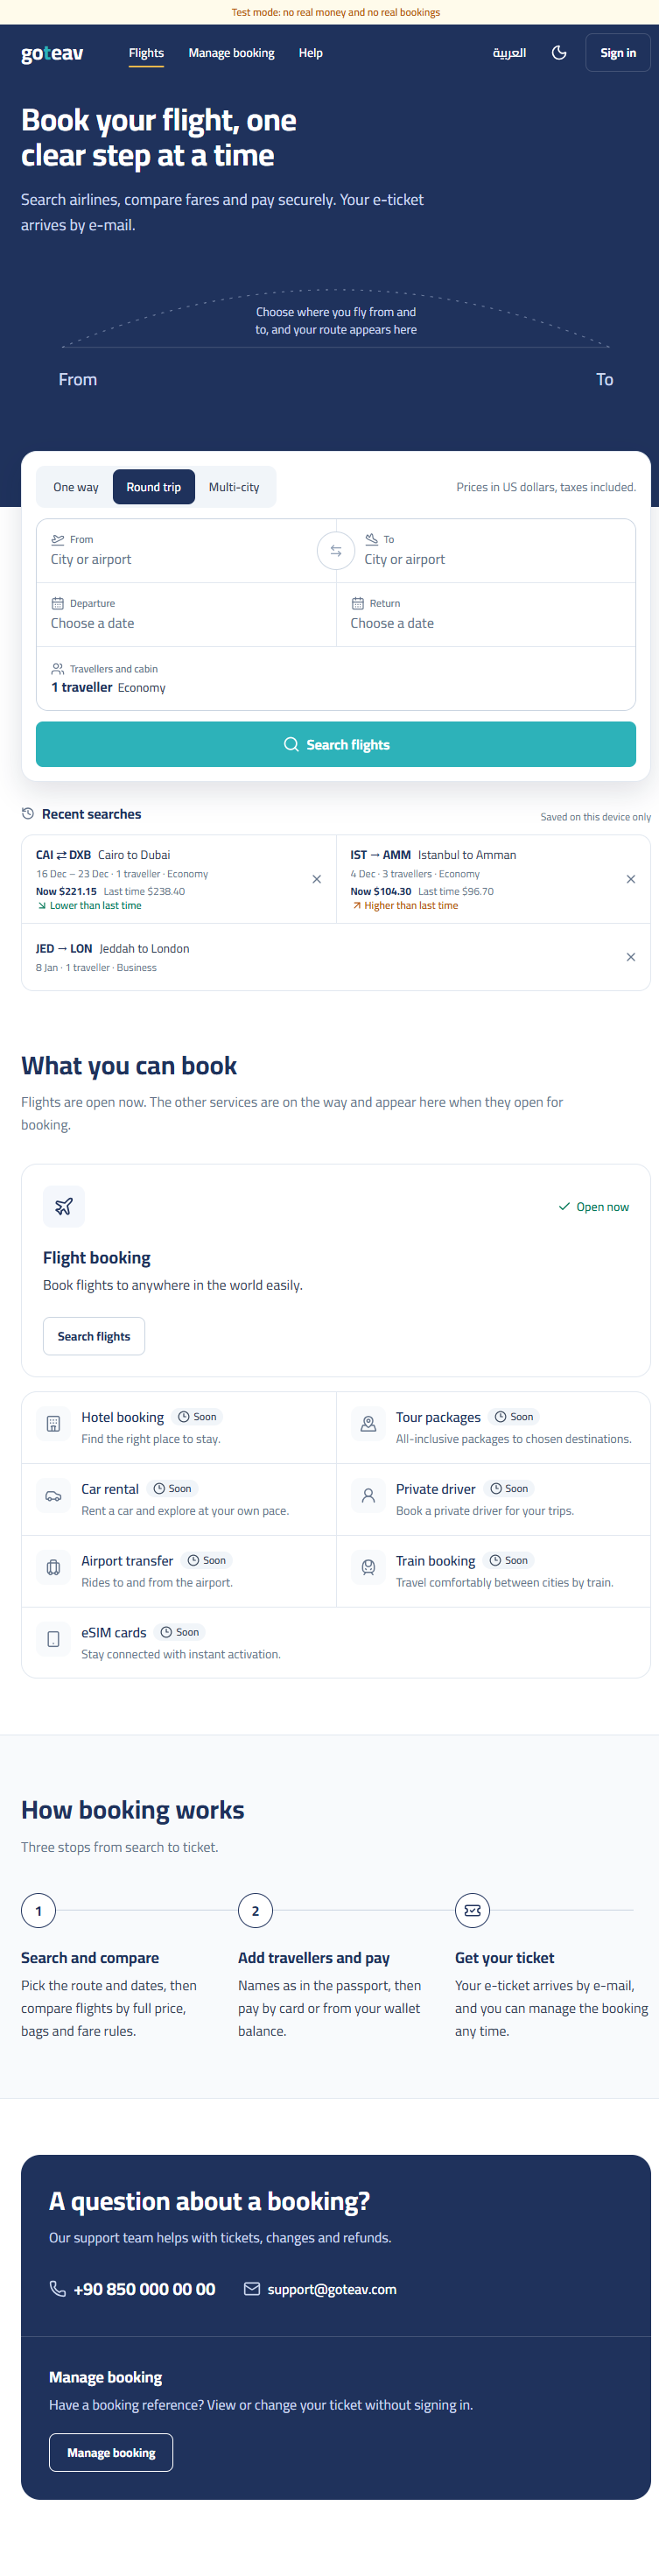 Test mode: no real money and no real bookings
goteav
Flights
Manage booking
Help
العربية
Sign in
Book your flight, one
clear step at a time
Search airlines, compare fares and pay securely. Your e-ticket
arrives by e-mail.
Choose where you fly from and
to, and your route appears here
From
To
One way
Round trip
Multi-city
Prices in US dollars, taxes included.
From
City or airport
To
City or airport
Departure
Choose a date
Return
Choose a date
Travellers and cabin
1 traveller Economy
Search flights
Recent searches
Saved on this device only
CAI ⇄ DXB Cairo to Dubai
16 Dec – 23 Dec · 1 traveller · Economy
Now $221.15 Last time $238.40
Lower than last time
IST → AMM Istanbul to Amman
4 Dec · 3 travellers · Economy
Now $104.30 Last time $96.70
Higher than last time
JED → LON Jeddah to London
8 Jan · 1 traveller · Business
What you can book
Flights are open now. The other services are on the way and appear here when they open for
booking.
Open now
Flight booking
Book flights to anywhere in the world easily.
Search flights
Hotel booking Soon
Find the right place to stay.
Tour packages Soon
All-inclusive packages to chosen destinations.
Car rental Soon
Rent a car and explore at your own pace.
Private driver Soon
Book a private driver for your trips.
Airport transfer Soon
Rides to and from the airport.
Train booking Soon
Travel comfortably between cities by train.
eSIM cards Soon
Stay connected with instant activation.
How booking works
Three stops from search to ticket.
1
2
Search and compare
Pick the route and dates, then
compare flights by full price,
bags and fare rules.
Add travellers and pay
Names as in the passport, then
pay by card or from your wallet
balance.
Get your ticket
Your e-ticket arrives by e-mail,
and you can manage the booking
any time.
A question about a booking?
Our support team helps with tickets, changes and refunds.
+90 850 000 00 00
support@goteav.com
Manage booking
Have a booking reference? View or change your ticket without signing in.
Manage booking